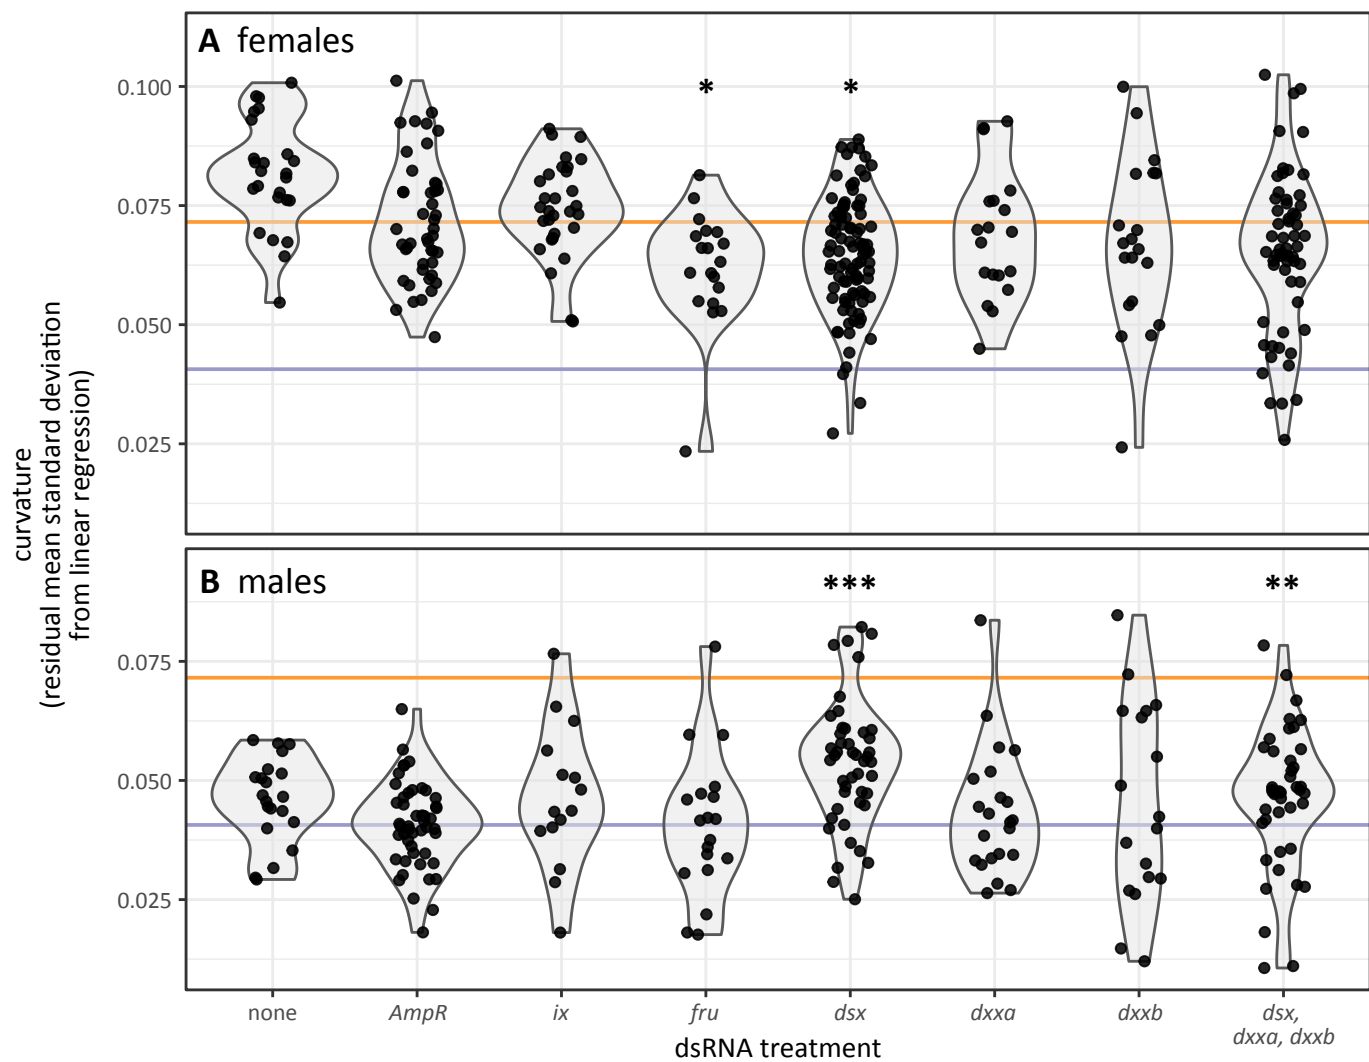 A females
* *
0.100
0.075
0.050
0.025
B males
*** **
0.075
0.050
0.025
curvature
(residual mean standard deviation
from linear regression)
none AmpR ix fru dsx dxxa dxxb dsx,
dxxa, dxxb
dsRNA treatment